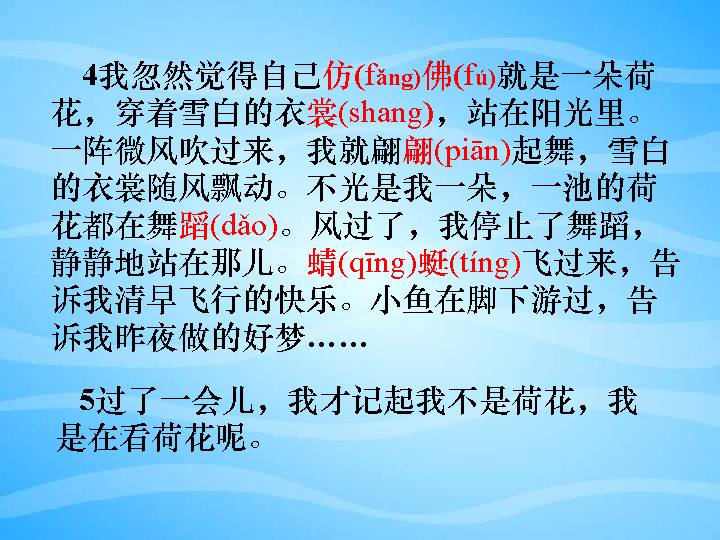 4我忽然觉得自己仿(fǎng)佛(fú)就是一朵荷
花，穿着雪白的衣裳(shang)，站在阳光里。
一阵微风吹过来，我就翩翩(piān)起舞，雪白
的衣裳随风飘动。不光是我一朵，一池的荷
花都在舞蹈(dǎo)。风过了，我停止了舞蹈，
静静地站在那儿。蜻(qīng)蜓(tíng)飞过来，告
诉我清早飞行的快乐。小鱼在脚下游过，告
诉我昨夜做的好梦……
5过了一会儿，我才记起我不是荷花，我
是在看荷花呢。